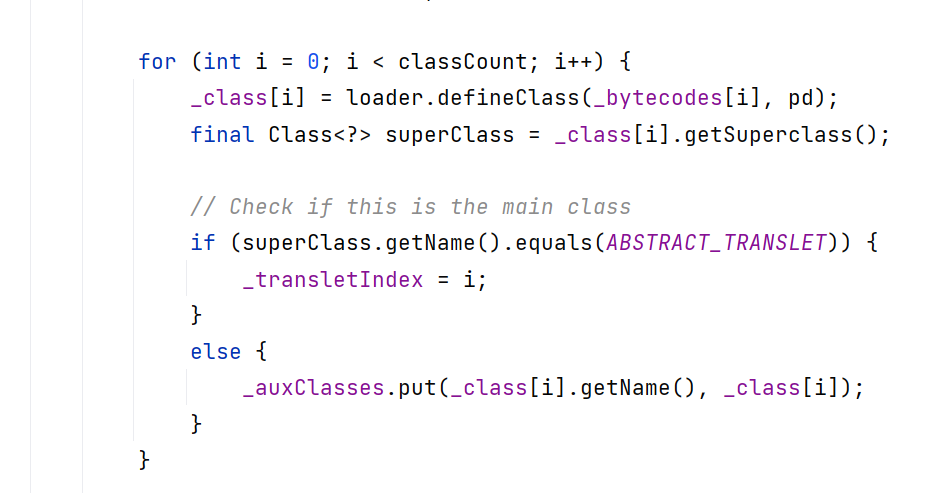 for (int i = 0; i < classCount; i++) {
_class[i] = loader.defineClass(_bytecodes[i], pd);
final Class<?> superClass = _class[i].getSuperclass();
// Check if this is the main class
if (superClass.getName().equals(ABSTRACT_TRANSLET)) {
_transletIndex = i;
}
else {
_auxClasses.put(_class[i].getName(), _class[i]);
}
}